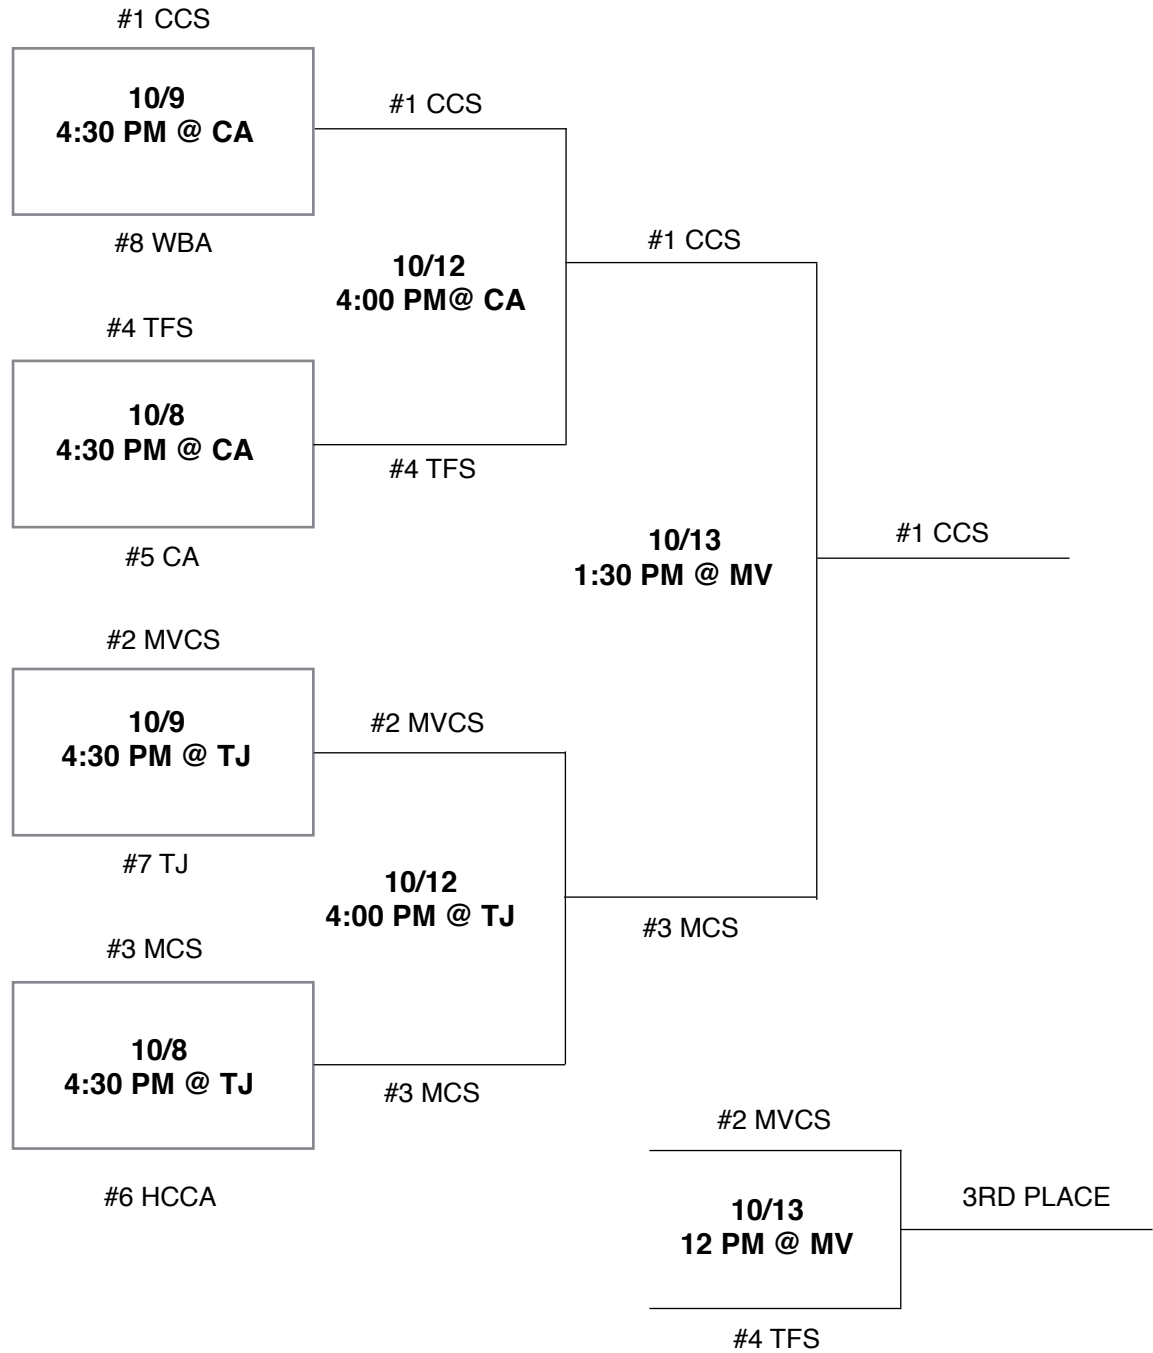 #1 CCS
10/9
4:30 PM @ CA
#8 WBA
#1 CCS
10/12
4:00 PM@ CA
#4 TFS
10/8
4:30 PM @ CA
#5 CA
#4 TFS
#1 CCS
10/13
1:30 PM @ MV
#1 CCS
#2 MVCS
10/9
4:30 PM @ TJ
#7 TJ
#2 MVCS
10/12
4:00 PM @ TJ
#3 MCS
#3 MCS
10/8
4:30 PM @ TJ
#6 HCCA
#3 MCS
#2 MVCS
10/13
12 PM @ MV
#4 TFS
3RD PLACE